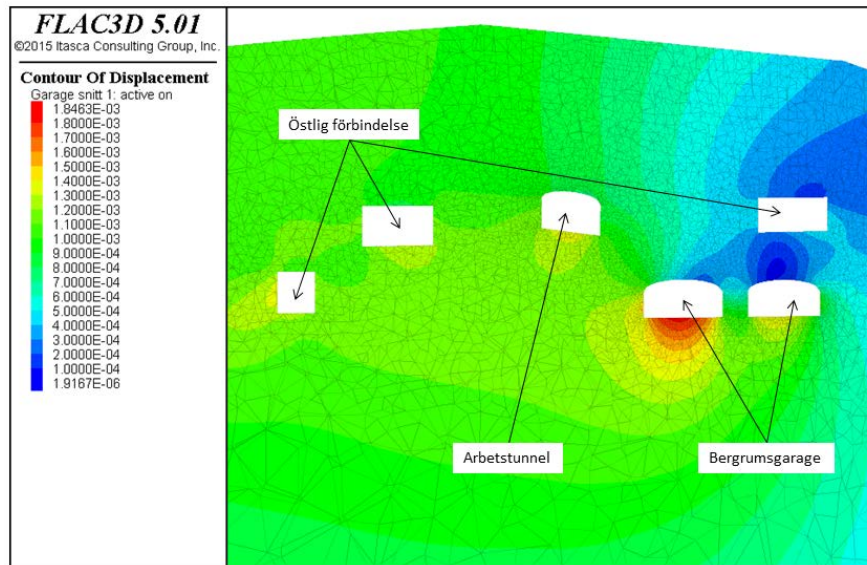 FLAC3D 5.01
©2015 Itasca Consulting Group, Inc.
Contour Of Displacement
Garage snitt 1: active on
1.8463E-03
1.8000E-03
1.7000E-03
1.6000E-03
1.5000E-03
1.4000E-03
1.3000E-03
1.2000E-03
1.1000E-03
1.0000E-03
9.0000E-04
8.0000E-04
7.0000E-04
6.0000E-04
5.0000E-04
4.0000E-04
3.0000E-04
2.0000E-04
1.0000E-04
1.9167E-06
Östlig förbindelse
Arbetstunnel
Bergrumsgarage